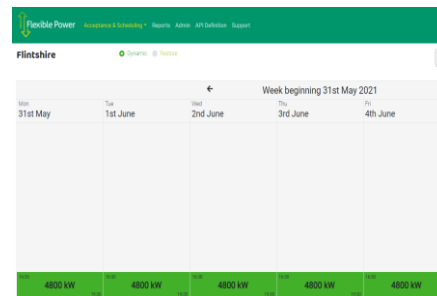 Flexible Power Acceptance & Scheduling Reports Admin API Definition Support
Flintshire Dynamic Restore
← Week beginning 31st May 2021
Mon Tue Wed Thu Fri
31st May 1st June 2nd June 3rd June 4th June
4800 kW 4800 kW 4800 kW 4800 kW 4800 kW